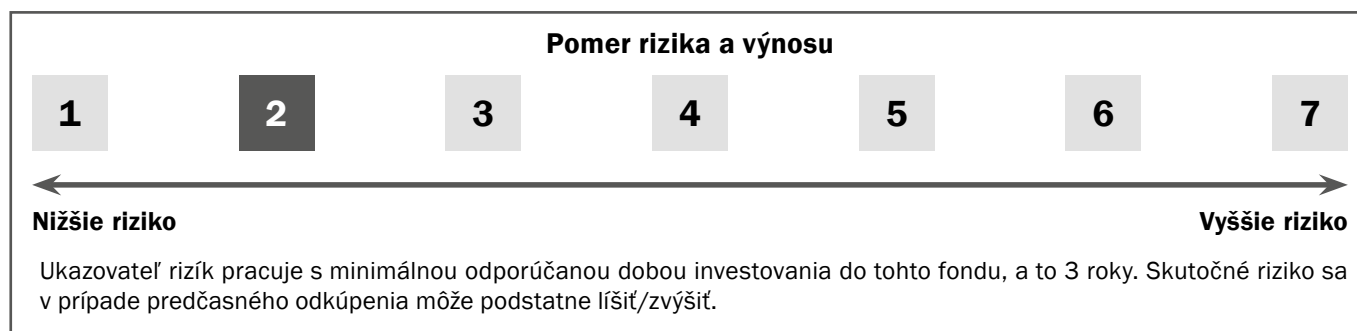 Pomer rizika a výnosu
1 2 3 4 5 6 7
Nižšie riziko Vyššie riziko
Ukazovateľ rizík pracuje s minimálnou odporúčanou dobou investovania do tohto fondu, a to 3 roky. Skutočné riziko sa
v prípade predčasného odkúpenia môže podstatne líšiť/zvýšiť.